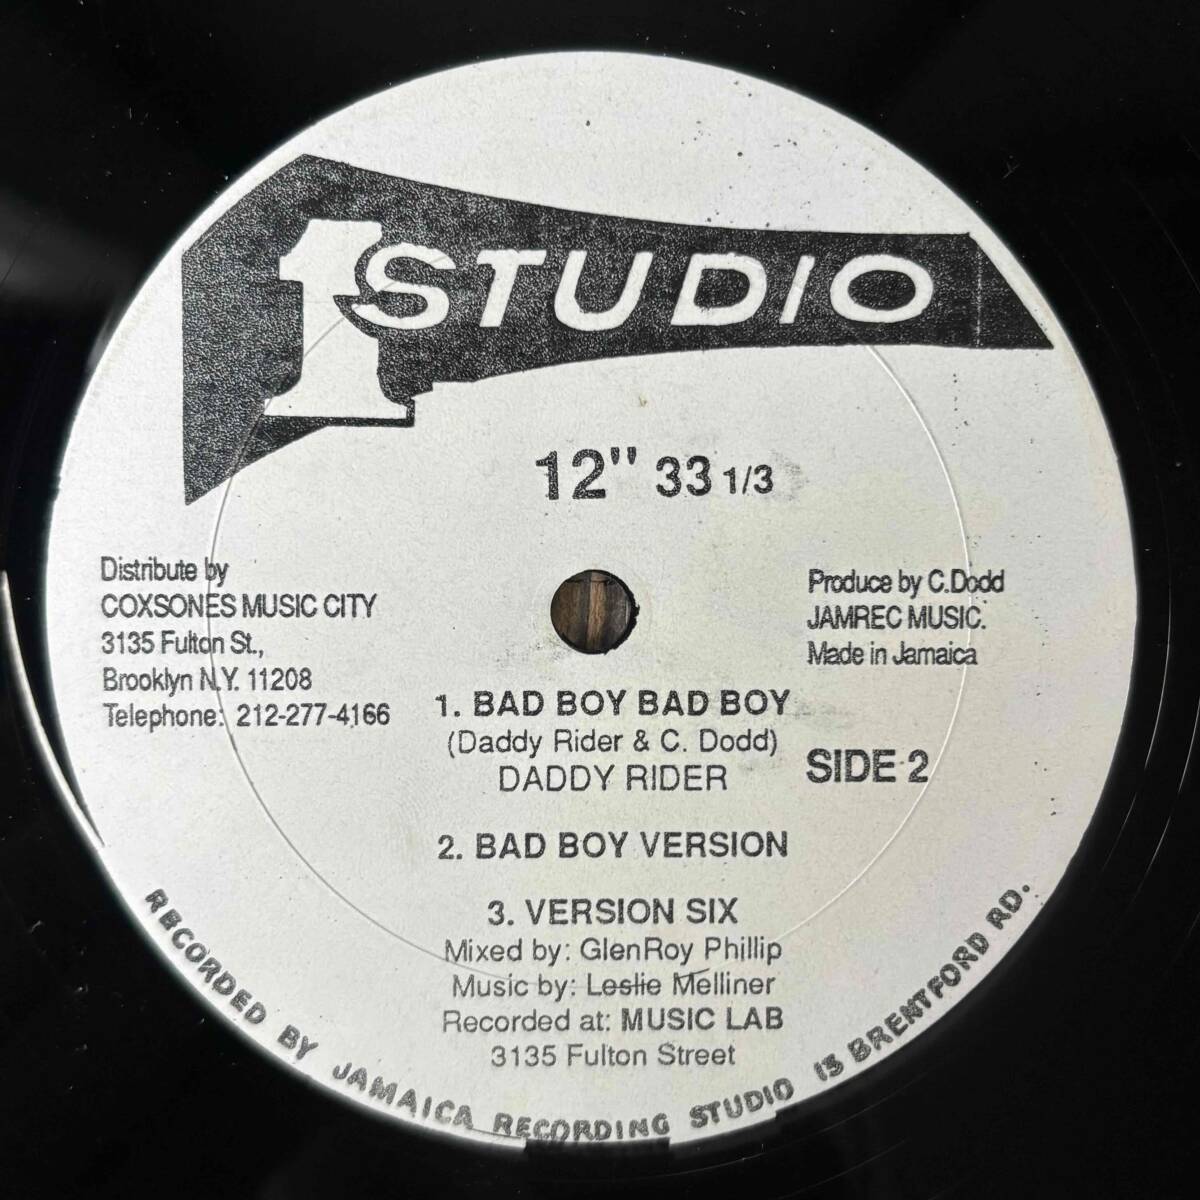 1 STUDIO
12" 33 1/3
Distribute by
COXSONES MUSIC CITY
3135 Fulton St.,
Brooklyn N.Y. 11208
Telephone: 212-277-4166
Produce by C.Dodd
JAMREC MUSIC.
Made in Jamaica
1. BAD BOY BAD BOY
(Daddy Rider & C. Dodd)
DADDY RIDER
SIDE 2
2. BAD BOY VERSION
3. VERSION SIX
Mixed by: GlenRoy Phillip
Music by: Leslie Melliner
Recorded at: MUSIC LAB
3135 Fulton Street
RECORDED BY JAMAICA RECORDING STUDIO 13 BRENTFORD RD.